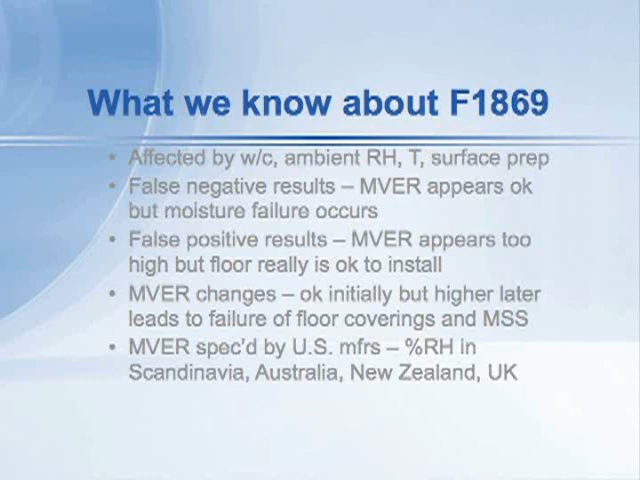 What we know about F1869
• Affected by w/c, ambient RH, T, surface prep
• False negative results – MVER appears ok
but moisture failure occurs
• False positive results – MVER appears too
high but floor really is ok to install
• MVER changes – ok initially but higher later
leads to failure of floor coverings and MSS
• MVER spec'd by U.S. mfrs – %RH in
Scandinavia, Australia, New Zealand, UK